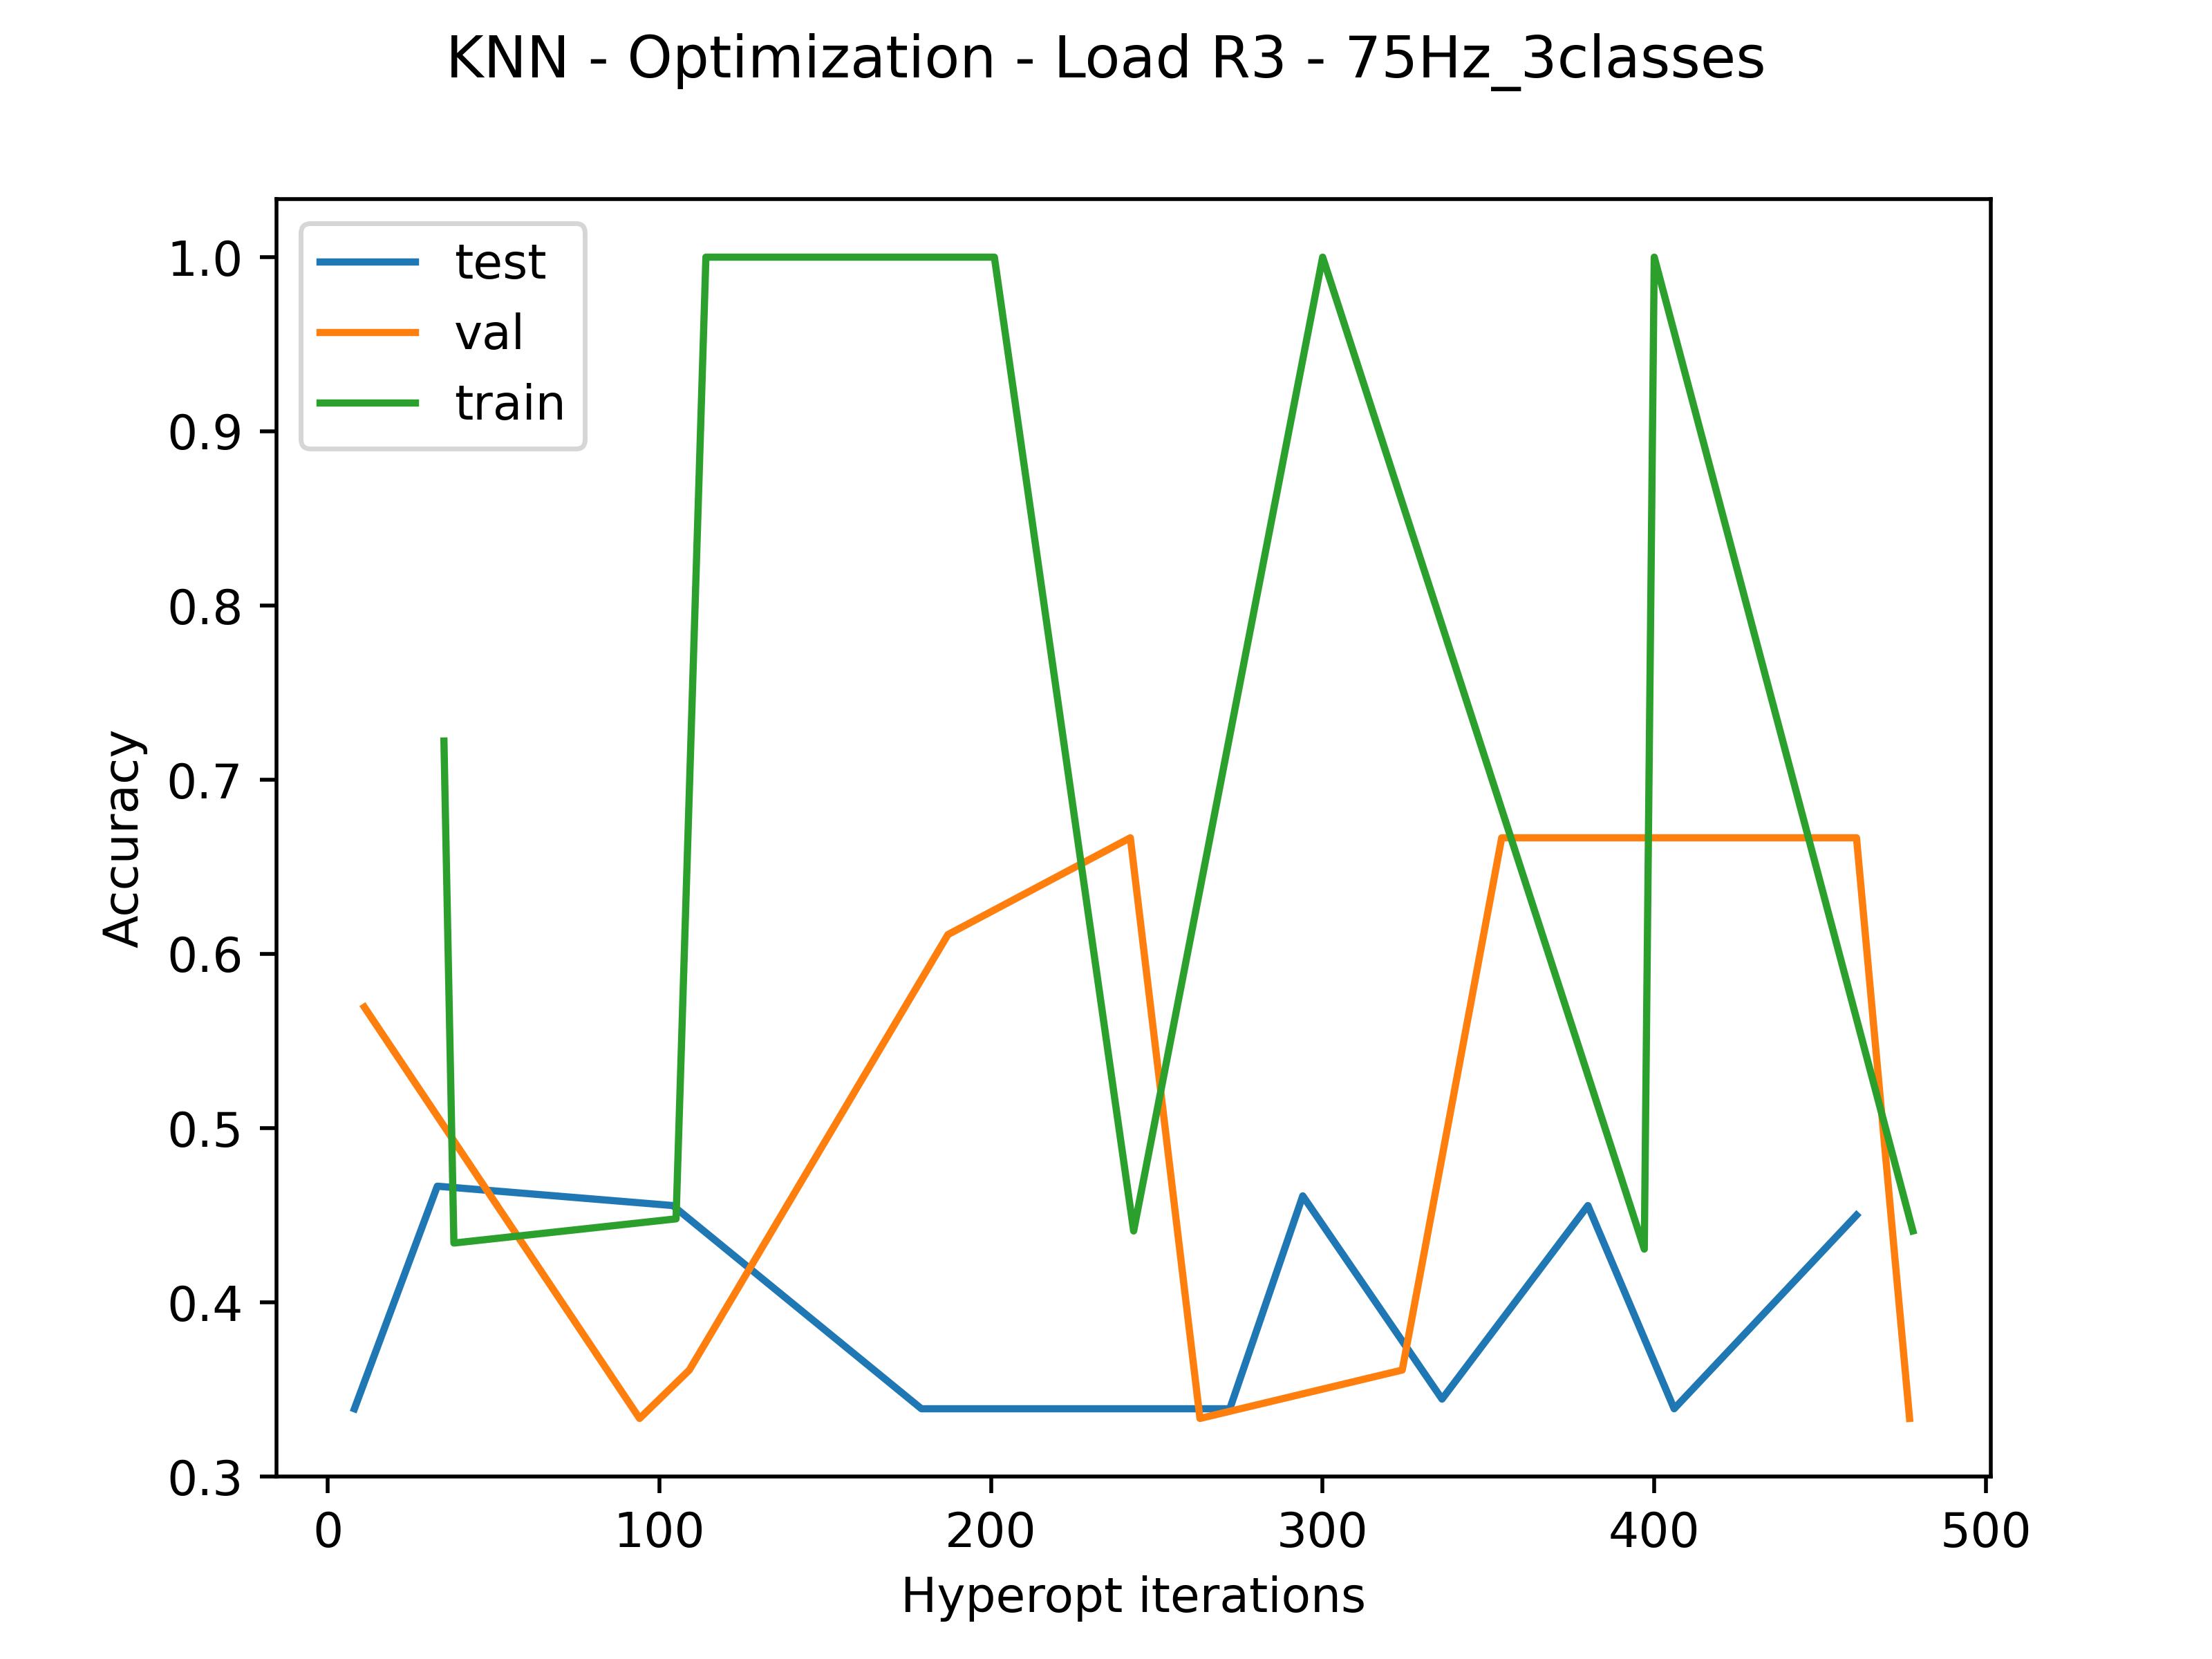 KNN - Optimization - Load R3 - 75Hz_3classes
test
val
train
1.0
0.9
0.8
0.7
0.6
0.5
0.4
0.3
Accuracy
0 100 200 300 400 500
Hyperopt iterations